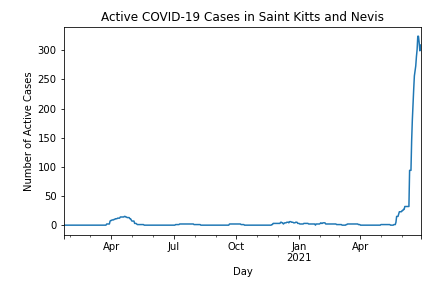 Active COVID-19 Cases in Saint Kitts and Nevis
Number of Active Cases
300
250
200
150
100
50
0
Apr
Jul
Oct
Jan
2021
Apr
Day